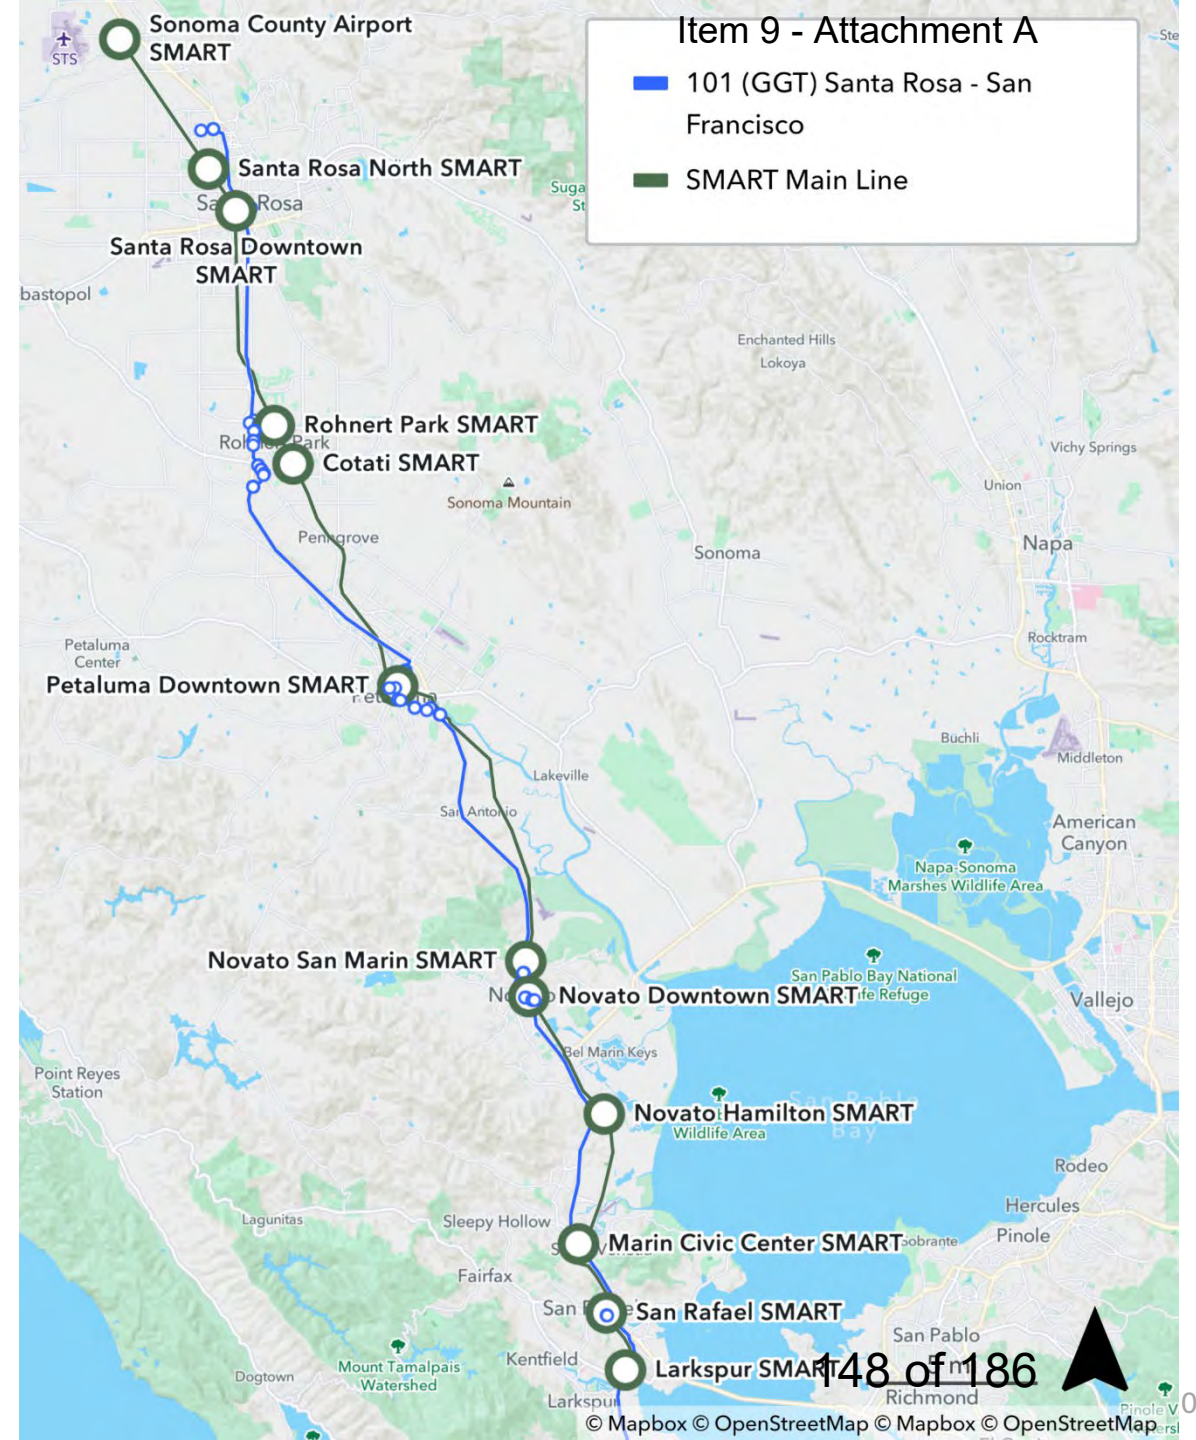 Item 9 - Attachment A
101 (GGT) Santa Rosa - San
Francisco
SMART Main Line
Sonoma County Airport
SMART
STS
Santa Rosa North SMART
Santa Rosa Downtown
SMART
Enchanted Hills
Lokoya
Rohnert Park SMART
Cotati SMART
Vichy Springs
Union
Sonoma Mountain
Penngrove
Napa
Sonoma
Petaluma
Center
Rocktram
Petaluma Downtown SMART
Buchli
Middleton
Lakeville
San Antonio
American
Canyon
Napa-Sonoma
Marshes Wildlife Area
Novato San Marin SMART
San Pablo Bay National
Novato Downtown SMART
ife Refuge
Vallejo
Bel Marin Keys
Point Reyes
Station
Novato Hamilton SMART
Wildlife Area
San Pablo
Bay
Rodeo
Hercules
Pinole
Lagunitas
Sleepy Hollow
Marin Civic Center SMART
Sobrante
Fairfax
San Rafael SMART
San Pablo
Kentfield
Mount Tamalpais
Watershed
Dogtown
Larkspur SMART
148 of 186
Richmond
Larkspur
© Mapbox © OpenStreetMap © Mapbox © OpenStreetMap